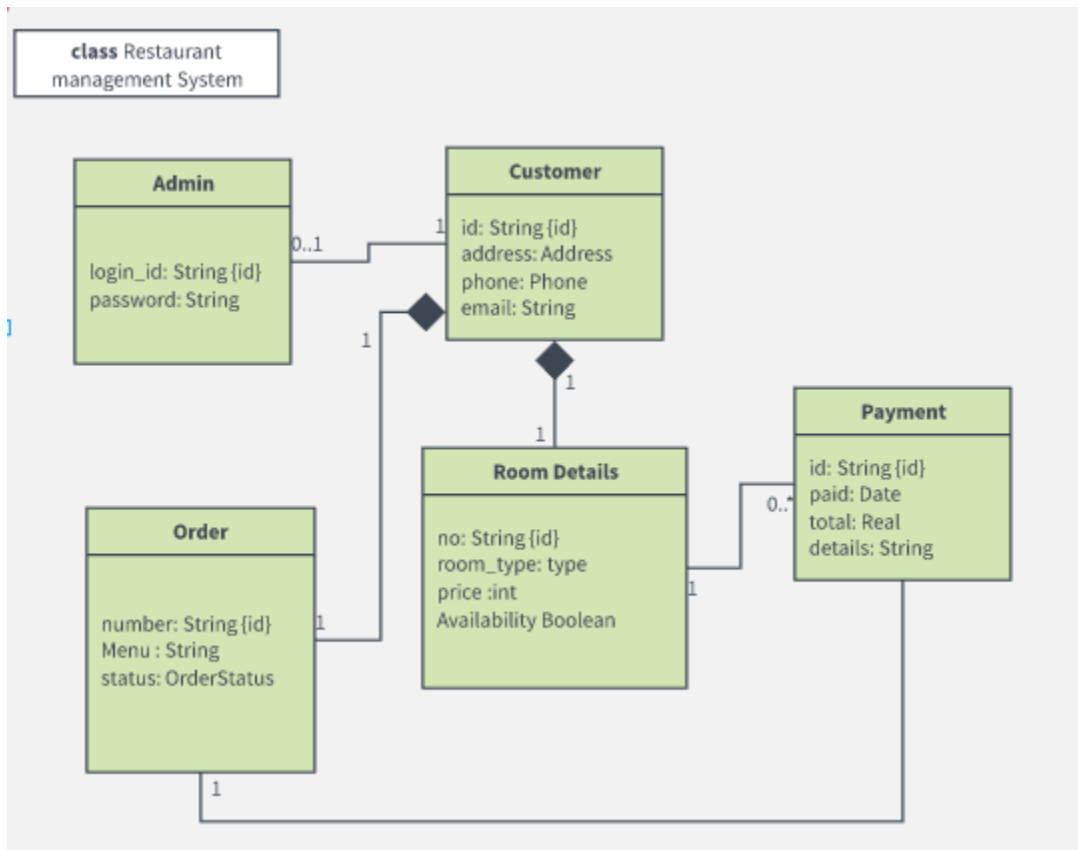 class Restaurant
management System
Admin
login_id: String{id}
password: String
0..1
1
Customer
id: String{id}
address: Address
phone: Phone
email: String
1
1
1
Room Details
no: String{id}
room_type: type
price :int
Availability Boolean
1
0..*
Payment
id: String{id}
paid: Date
total: Real
details: String
Order
number: String{id}
Menu : String
status: OrderStatus
1
1